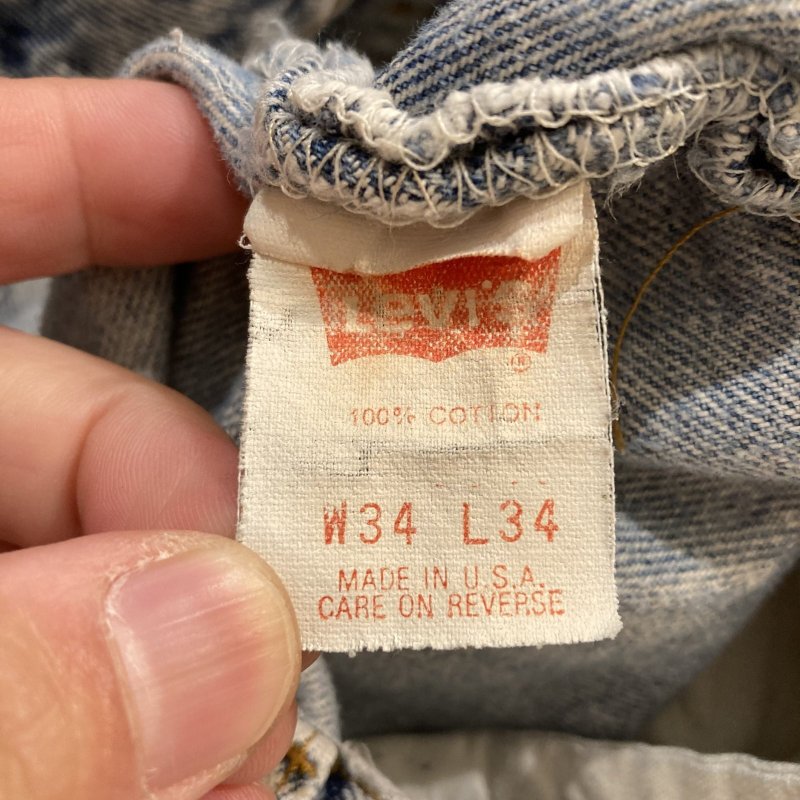 Levi's
®
100% COTTON
W34 L34
MADE IN U.S.A.
CARE ON REVERSE